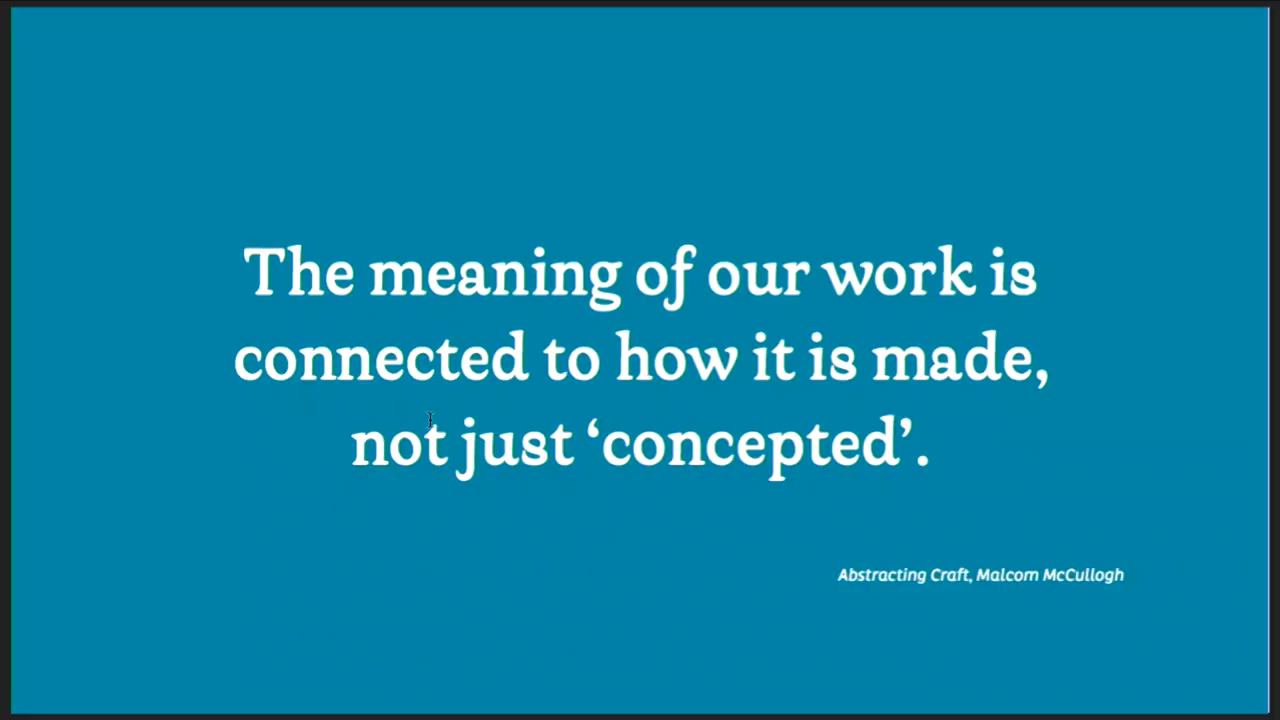 The meaning of our work is
connected to how it is made,
not just ‘concepted’.
Abstracting Craft, Malcom McCullogh